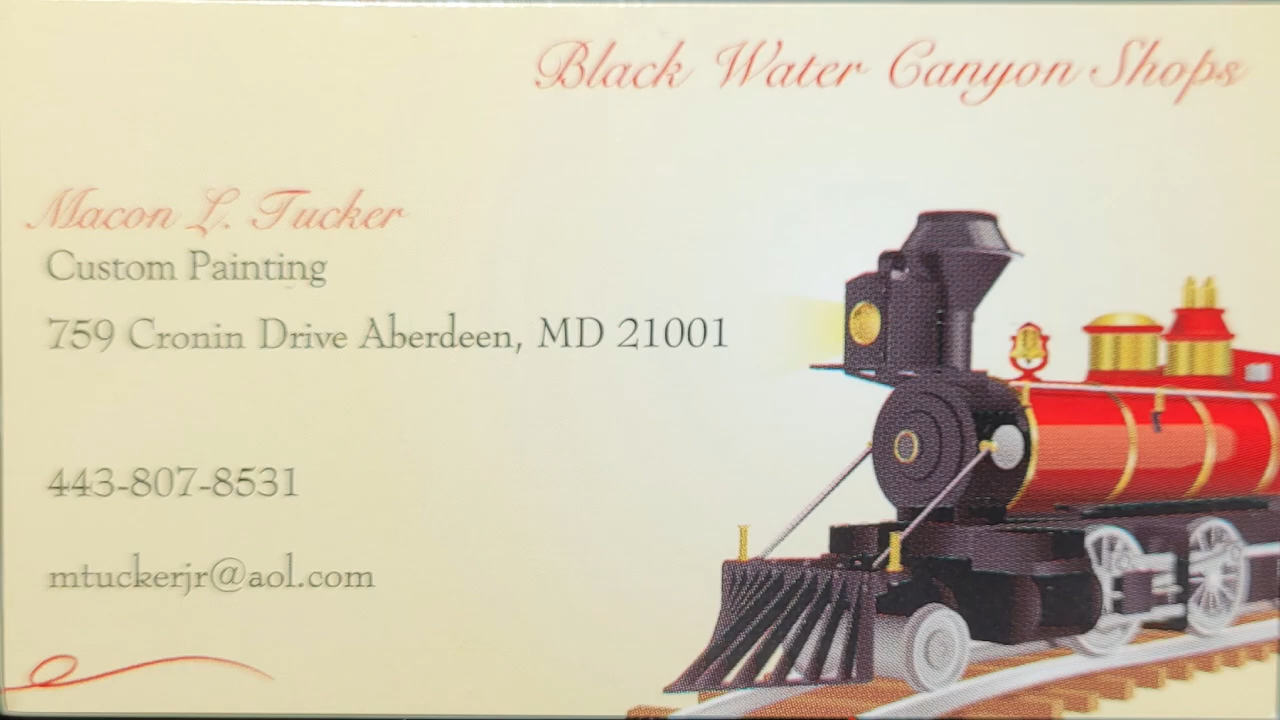 Black Water Canyon Shops
Macon L. Tucker
Custom Painting
759 Cronin Drive Aberdeen, MD 21001
443-807-8531
mtuckerjr@aol.com